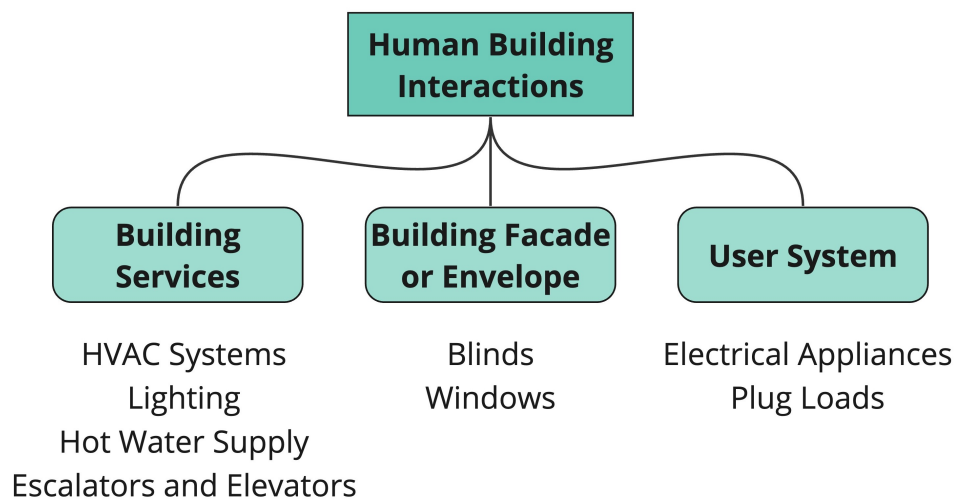 Human Building
Interactions
Building
Services
HVAC Systems
Lighting
Hot Water Supply
Escalators and Elevators
Building Facade
or Envelope
Blinds
Windows
User System
Electrical Appliances
Plug Loads